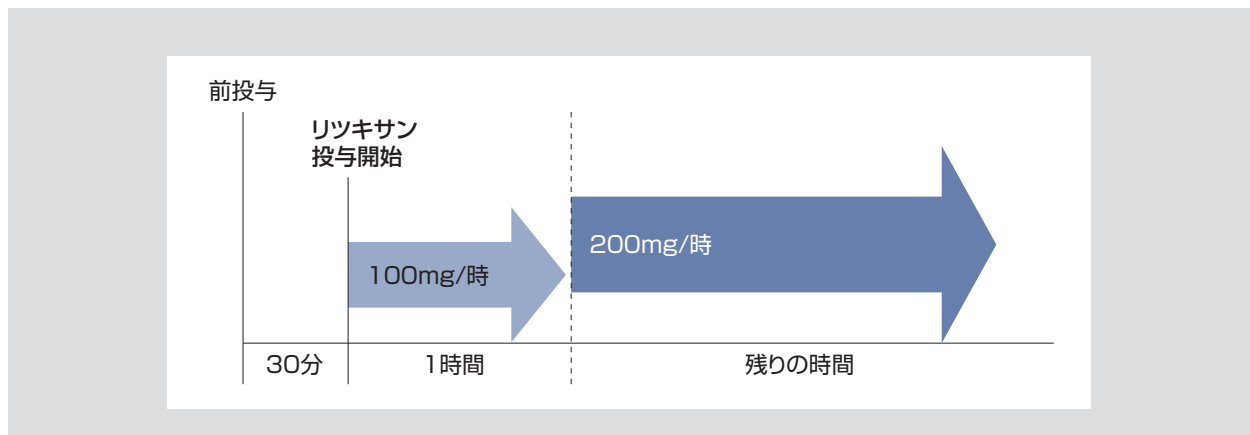 前投与
リツキサン
投与開始
100mg/時
200mg/時
30分
1時間
残りの時間